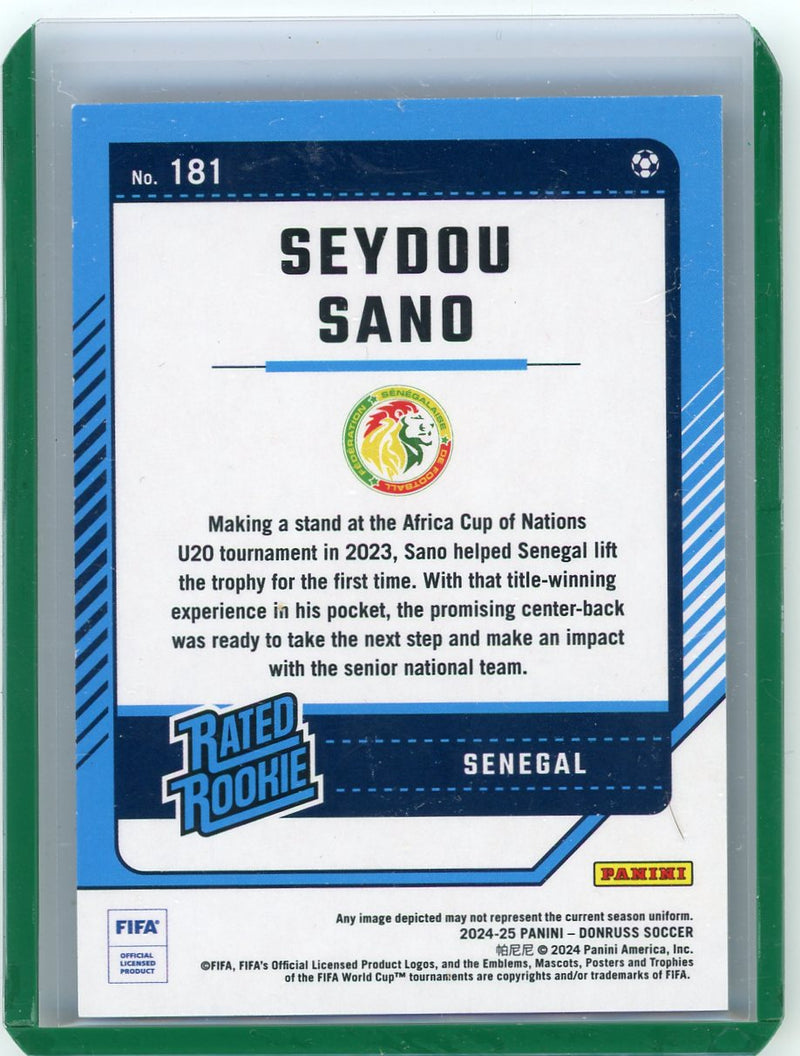 No. 181
SEYDOU
SANO
FÉDÉRATION SÉNÉGALAISE DE FOOTBALL
Making a stand at the Africa Cup of Nations
U20 tournament in 2023, Sano helped Senegal lift
the trophy for the first time. With that title-winning
experience in his pocket, the promising center-back
was ready to take the next step and make an impact
with the senior national team.
RATED
ROOKIE
SENEGAL
PANINI
FIFA®
OFFICIAL
LICENSED
PRODUCT
Any image depicted may not represent the current season uniform.
2024-25 PANINI – DONRUSS SOCCER
帕尼尼 © 2024 Panini America, Inc.
©FIFA, FIFA's Official Licensed Product Logos, and the Emblems, Mascots, Posters and Trophies
of the FIFA World Cup™ tournaments are copyrights and/or trademarks of FIFA.